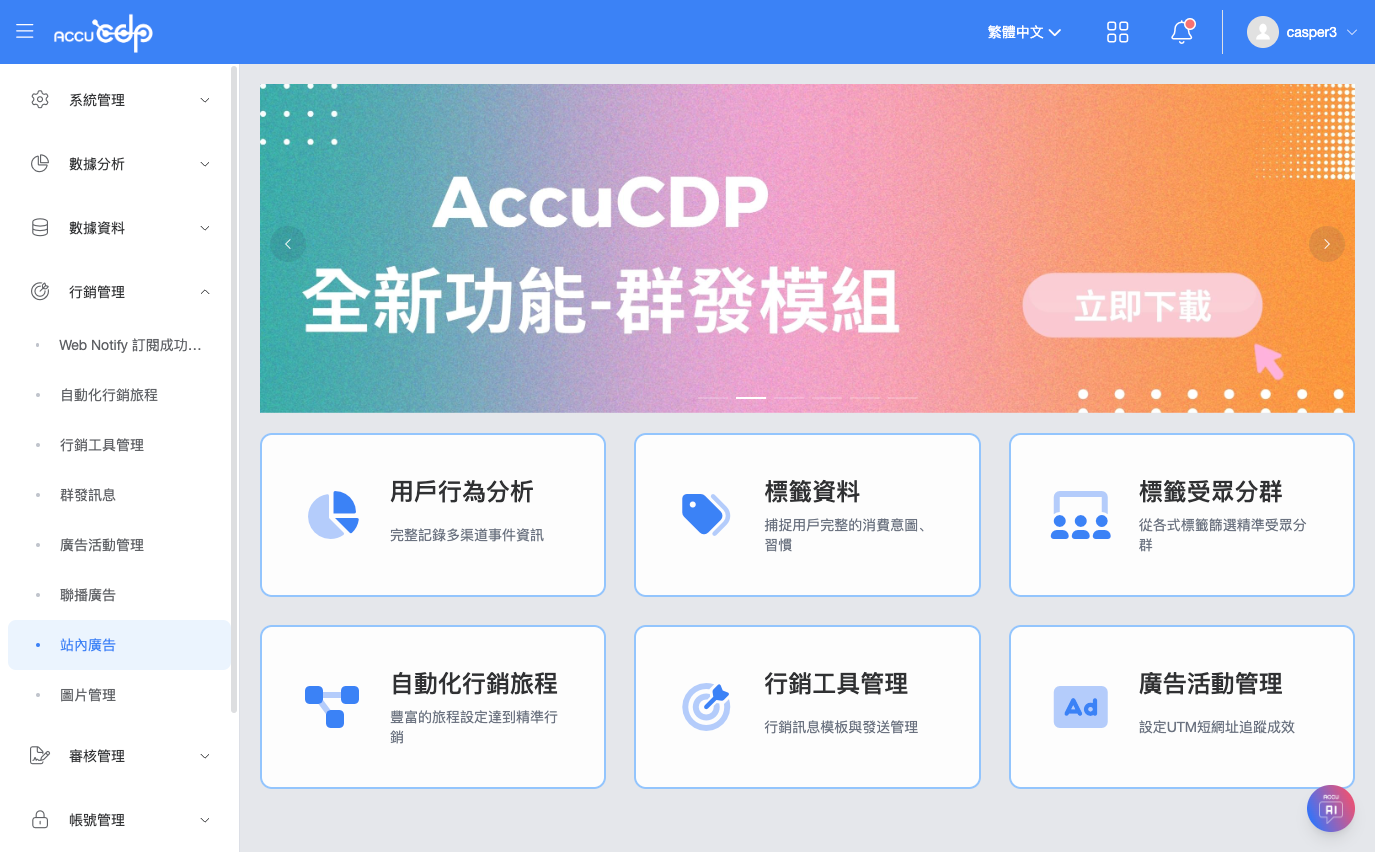 ACCU CDP
繁體中文
casper3
系統管理
數據分析
數據資料
行銷管理
Web Notify 訂閱成功...
自動化行銷旅程
行銷工具管理
群發訊息
廣告活動管理
聯播廣告
站內廣告
圖片管理
審核管理
帳號管理
AccuCDP
全新功能-群發模組
立即下載
用戶行為分析
完整記錄多渠道事件資訊
標籤資料
捕捉用戶完整的消費意圖、
習慣
標籤受眾分群
從各式標籤篩選精準受眾分
群
自動化行銷旅程
豐富的旅程設定達到精準行
銷
行銷工具管理
行銷訊息模板與發送管理
Ad
廣告活動管理
設定UTM短網址追蹤成效
ACCU
AI